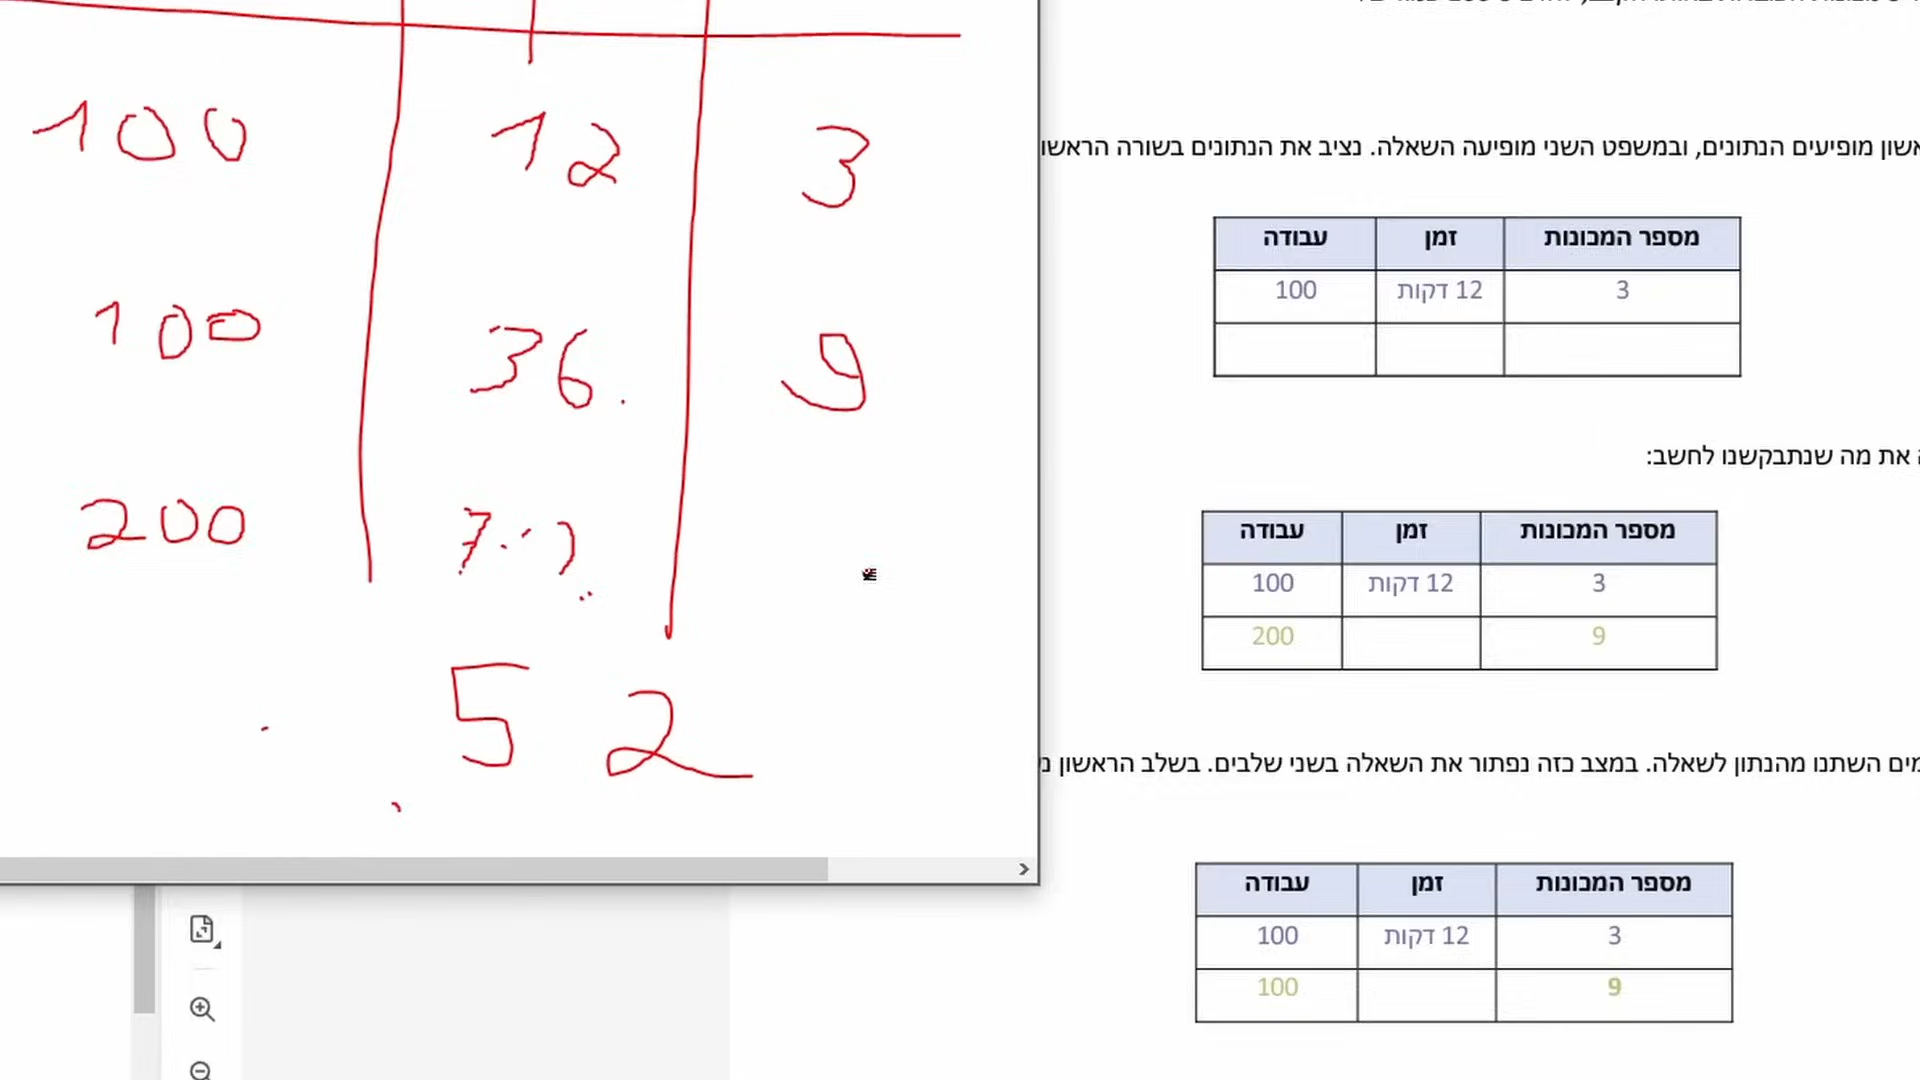 100 12 3
100 36 9
200
52
אשון מופיעים הנתונים, ובמשפט השני מופיעה השאלה. נציב את הנתונים בשורה הראשו
מספר המכונות זמן עבודה
3 12 דקות 100
ה את מה שנתבקשנו לחשב:
מספר המכונות זמן עבודה
3 12 דקות 100
9 200
מים השתנו מהנתון לשאלה. במצב כזה נפתור את השאלה בשני שלבים. בשלב הראשון נ
מספר המכונות זמן עבודה
3 12 דקות 100
9 100